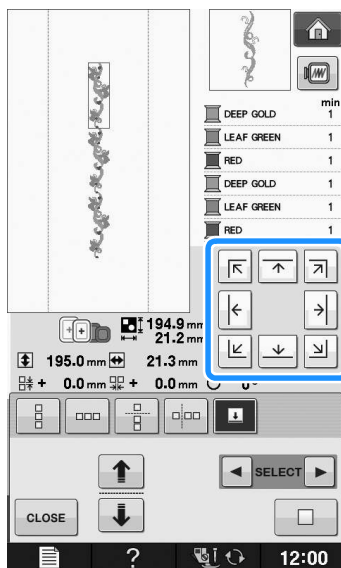 min
DEEP GOLD 1
LEAF GREEN 1
RED 1
DEEP GOLD 1
LEAF GREEN 1
RED 1
194.9 mm
21.2 mm
195.0 mm 21.3 mm
+ 0.0 mm + 0.0 mm 0°
SELECT
CLOSE
? 12:00